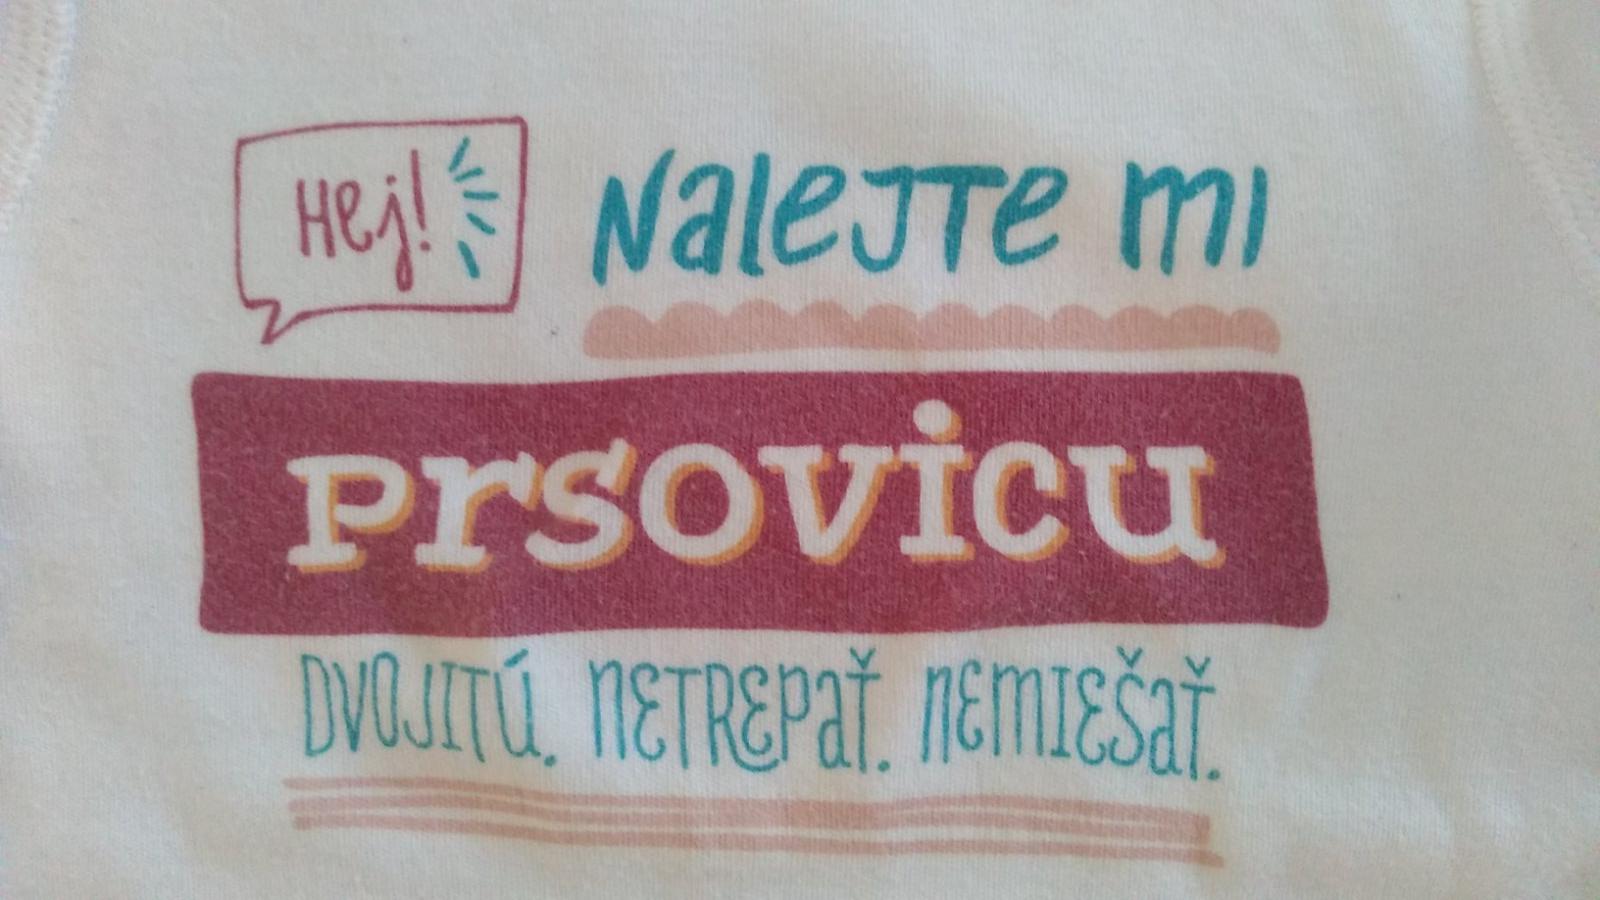 Hej!
Nalejte mi
prsovicu
DVOJITÚ. NETREPAŤ. NEMIEŠAŤ.